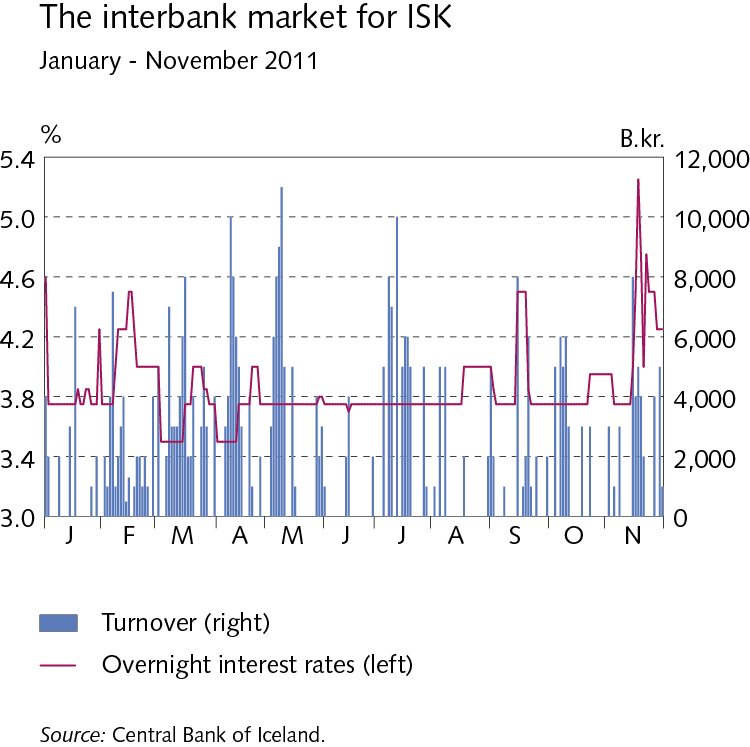 The interbank market for ISK
January - November 2011
% B.kr.
5.4 12,000
5.0 10,000
4.6 8,000
4.2 6,000
3.8 4,000
3.4 2,000
3.0 0
J F M A M J J A S O N
Turnover (right)
Overnight interest rates (left)
Source: Central Bank of Iceland.